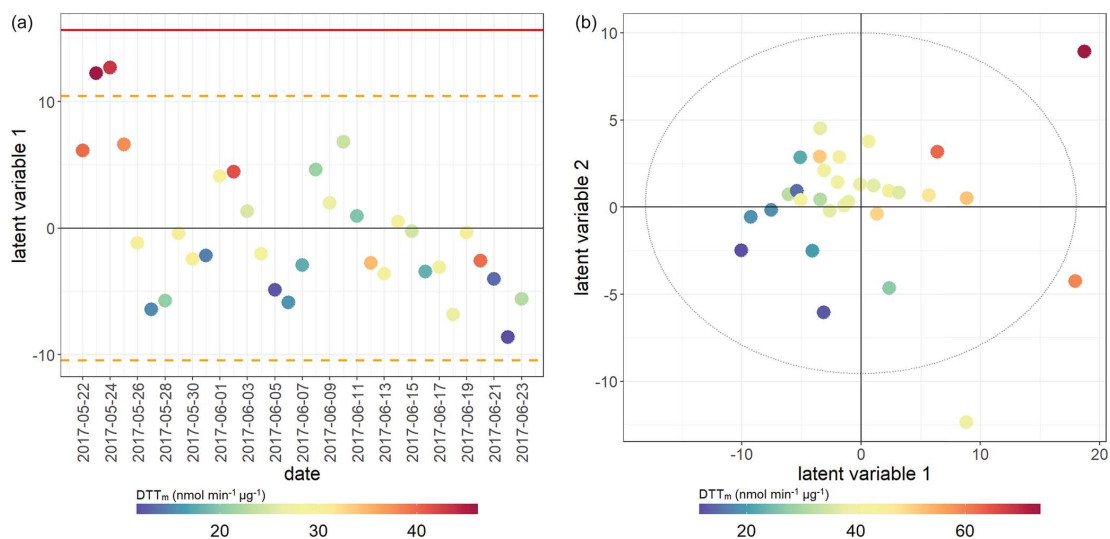 (a)
latent variable 1
10
0
-10
2017-05-22
2017-05-24
2017-05-26
2017-05-28
2017-05-30
2017-06-01
2017-06-03
2017-06-05
2017-06-07
2017-06-09
2017-06-11
2017-06-13
2017-06-15
2017-06-17
2017-06-19
2017-06-21
2017-06-23
date
DTTₘ (nmol min⁻¹ µg⁻¹)
20 30 40
(b)
latent variable 2
10
5
0
-5
-10
-10 0 10 20
latent variable 1
DTTₘ (nmol min⁻¹ µg⁻¹)
20 40 60